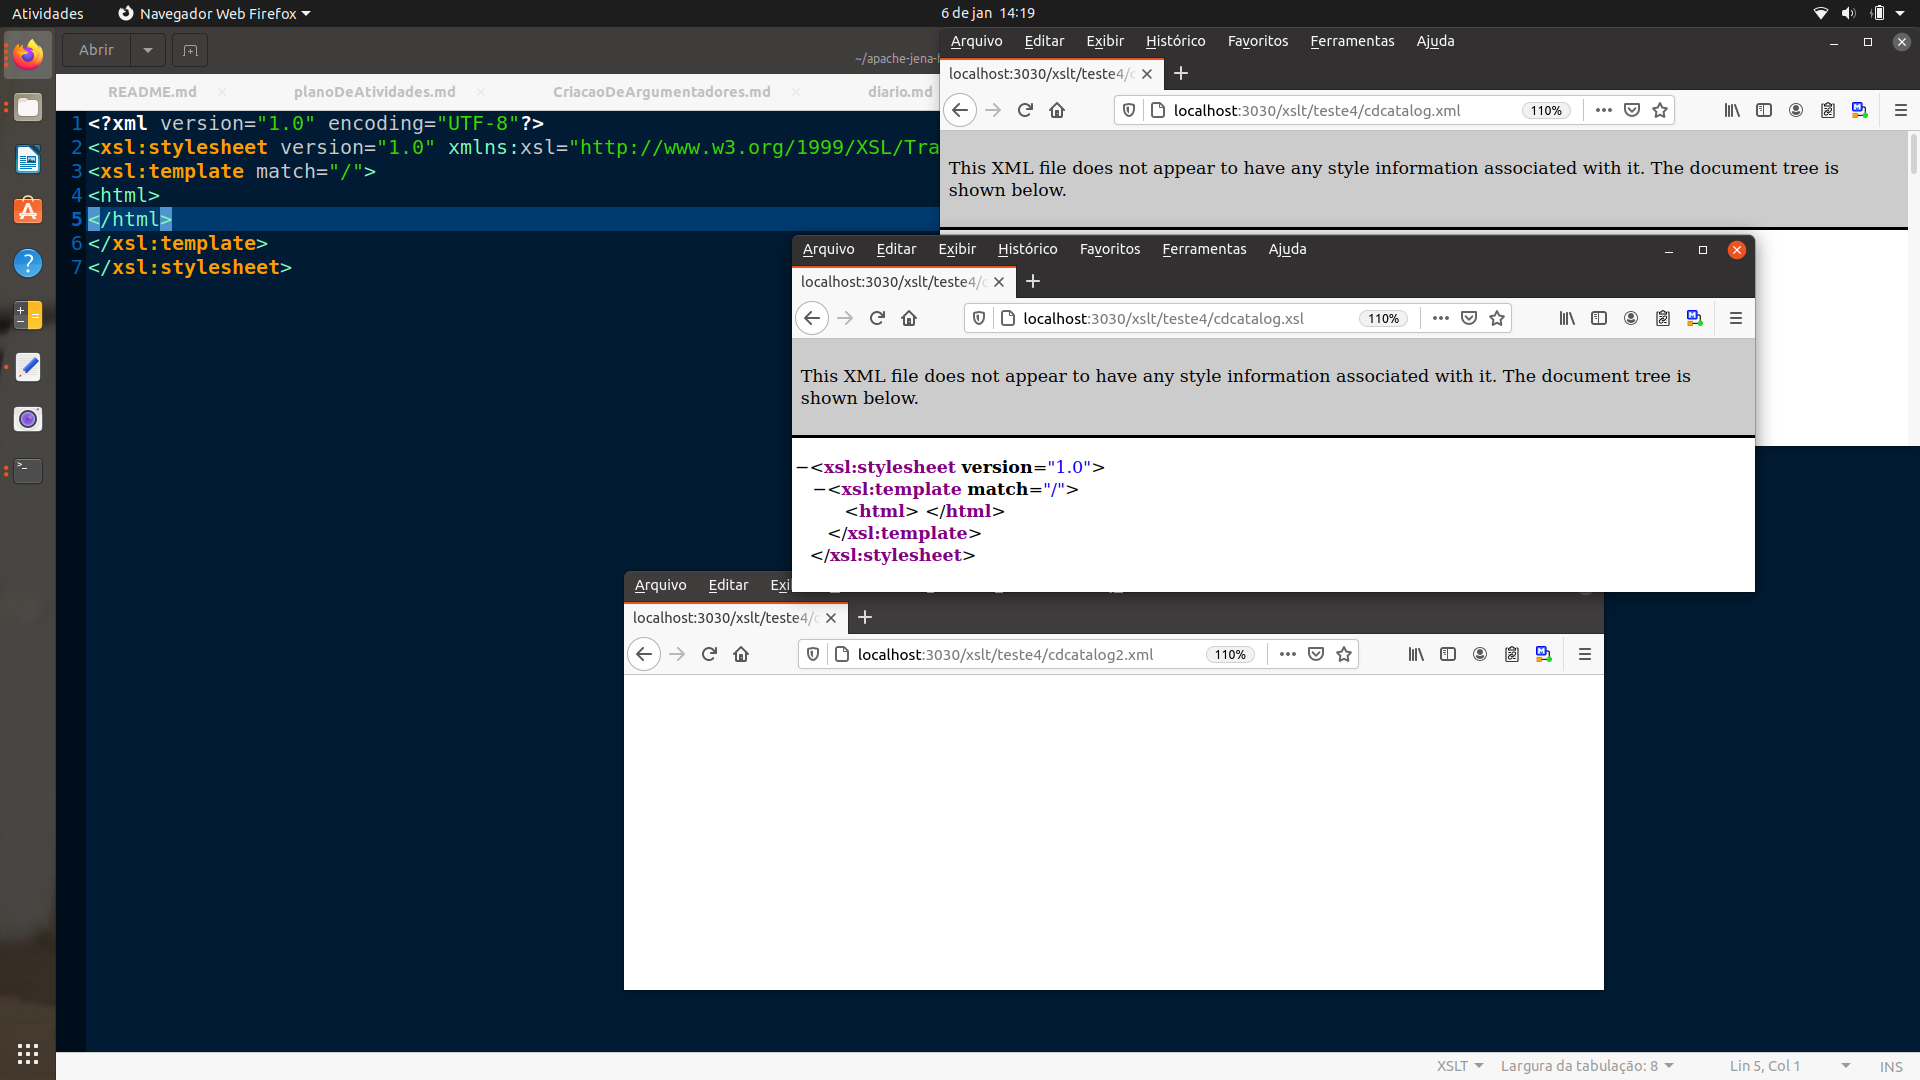 Atividades
Navegador Web Firefox
6 de jan 14:19
Abrir
~/apache-jena-
README.md
planoDeAtividades.md
CriacaoDeArgumentadores.md
diario.md
1 <?xml version="1.0" encoding="UTF-8"?>
2 <xsl:stylesheet version="1.0" xmlns:xsl="http://www.w3.org/1999/XSL/Tra
3 <xsl:template match="/">
4 <html>
5 </html>
6 </xsl:template>
7 </xsl:stylesheet>
Arquivo Editar Exibir Histórico Favoritos Ferramentas Ajuda
localhost:3030/xslt/teste4/c
localhost:3030/xslt/teste4/cdcatalog.xml 110%
This XML file does not appear to have any style information associated with it. The document tree is
shown below.
Arquivo Editar Exibir Histórico Favoritos Ferramentas Ajuda
localhost:3030/xslt/teste4/c
localhost:3030/xslt/teste4/cdcatalog.xsl 110%
This XML file does not appear to have any style information associated with it. The document tree is
shown below.
−<xsl:stylesheet version="1.0">
−<xsl:template match="/">
<html> </html>
</xsl:template>
</xsl:stylesheet>
Arquivo Editar Exi
localhost:3030/xslt/teste4/c
localhost:3030/xslt/teste4/cdcatalog2.xml 110%
XSLT
Largura da tabulação: 8
Lin 5, Col 1
INS